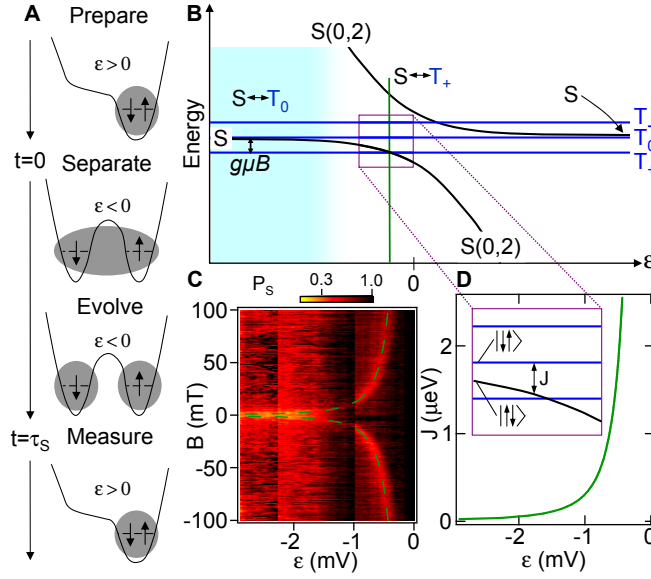 A
Prepare
ε>0
t=0
Separate
ε<0
Evolve
ε<0
t=τS
Measure
ε>0
B
Energy
S(0,2)
S↔T0
S↔T+
S
T-
T0
T+
S
gμB
S(0,2)
ε
0
C
PS
0.3
1.0
100
50
0
-50
-100
B (mT)
-2
-1
0
ε (mV)
D
J (μeV)
2
1
0
|↓↑⟩
J
|↑↓⟩
-2
-1
0
ε (mV)